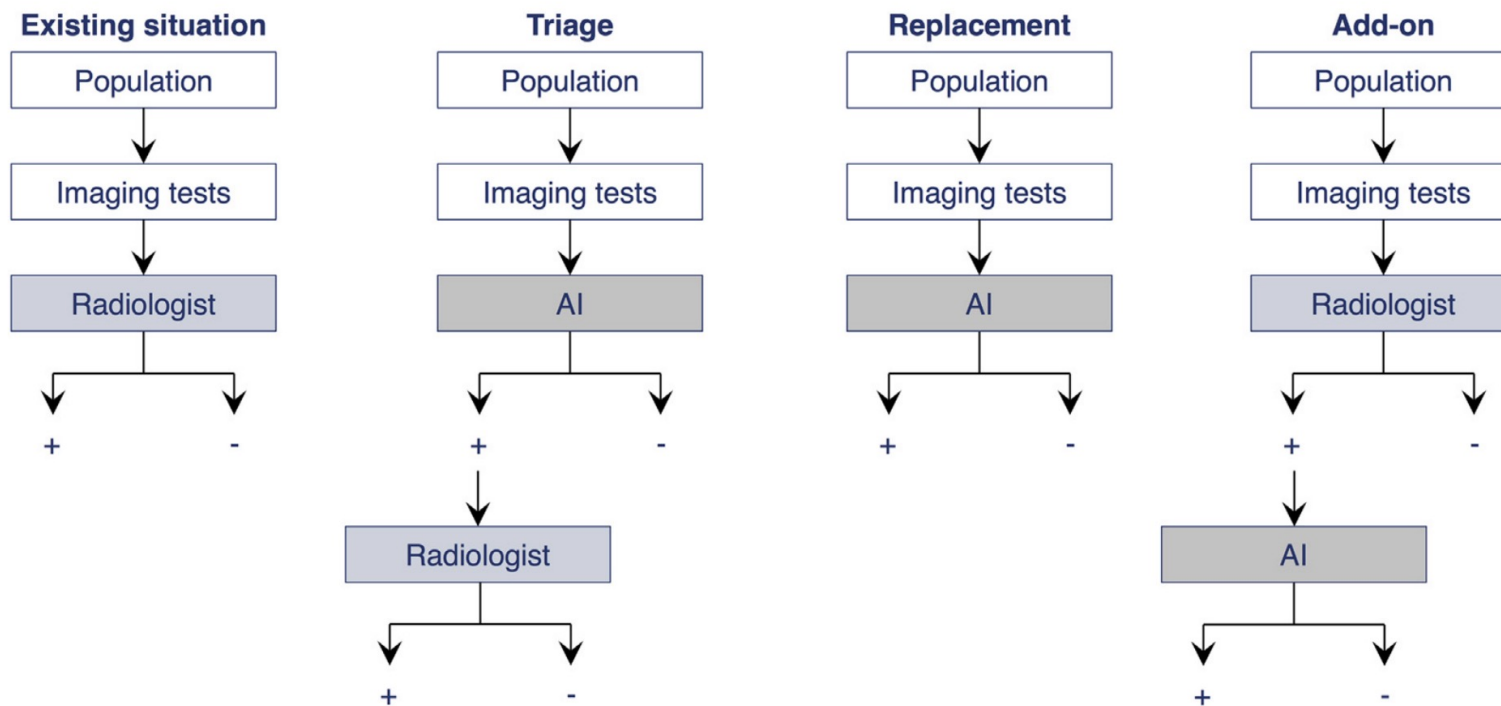 Existing situation
Population
Imaging tests
Radiologist
+ -
Triage
Population
Imaging tests
AI
+ -
Radiologist
+ -
Replacement
Population
Imaging tests
AI
+ -
Add-on
Population
Imaging tests
Radiologist
+ -
AI
+ -